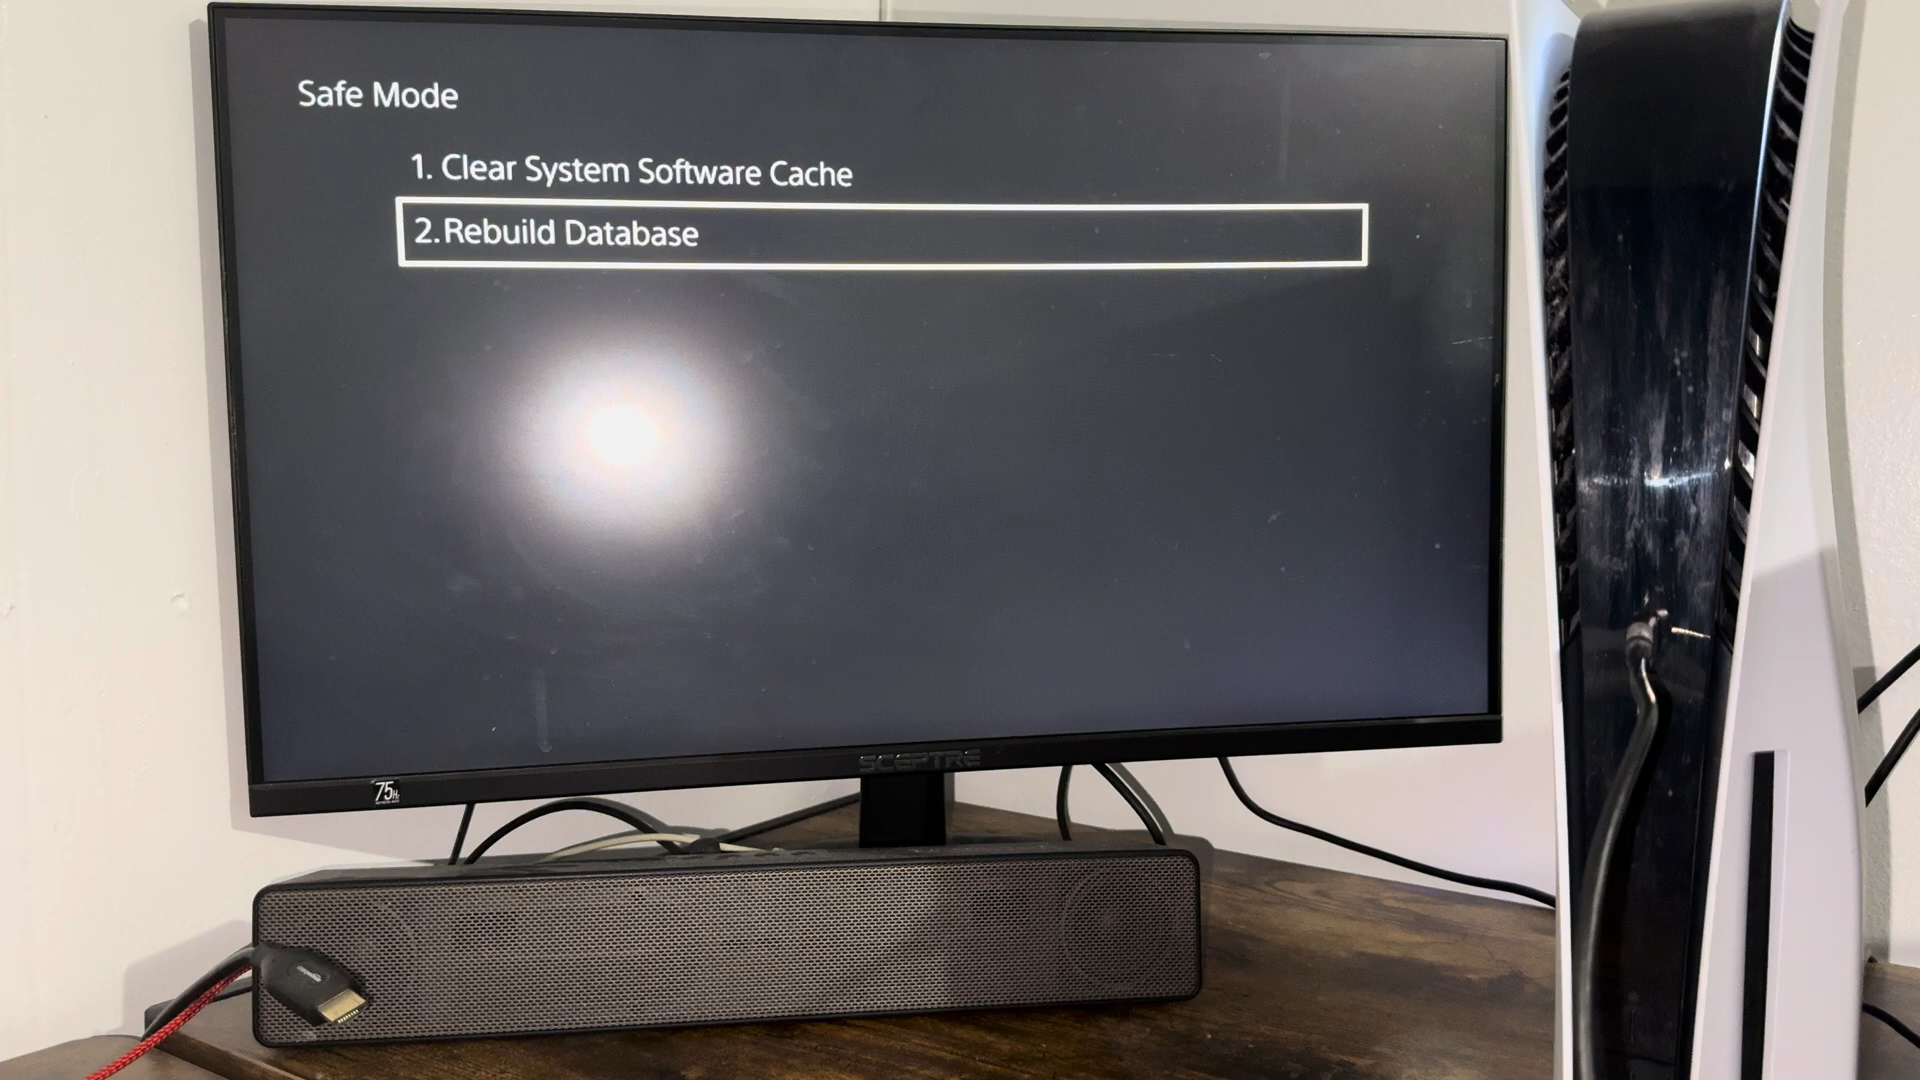 Safe Mode
1. Clear System Software Cache
2. Rebuild Database
SCEPTRE
75Hz